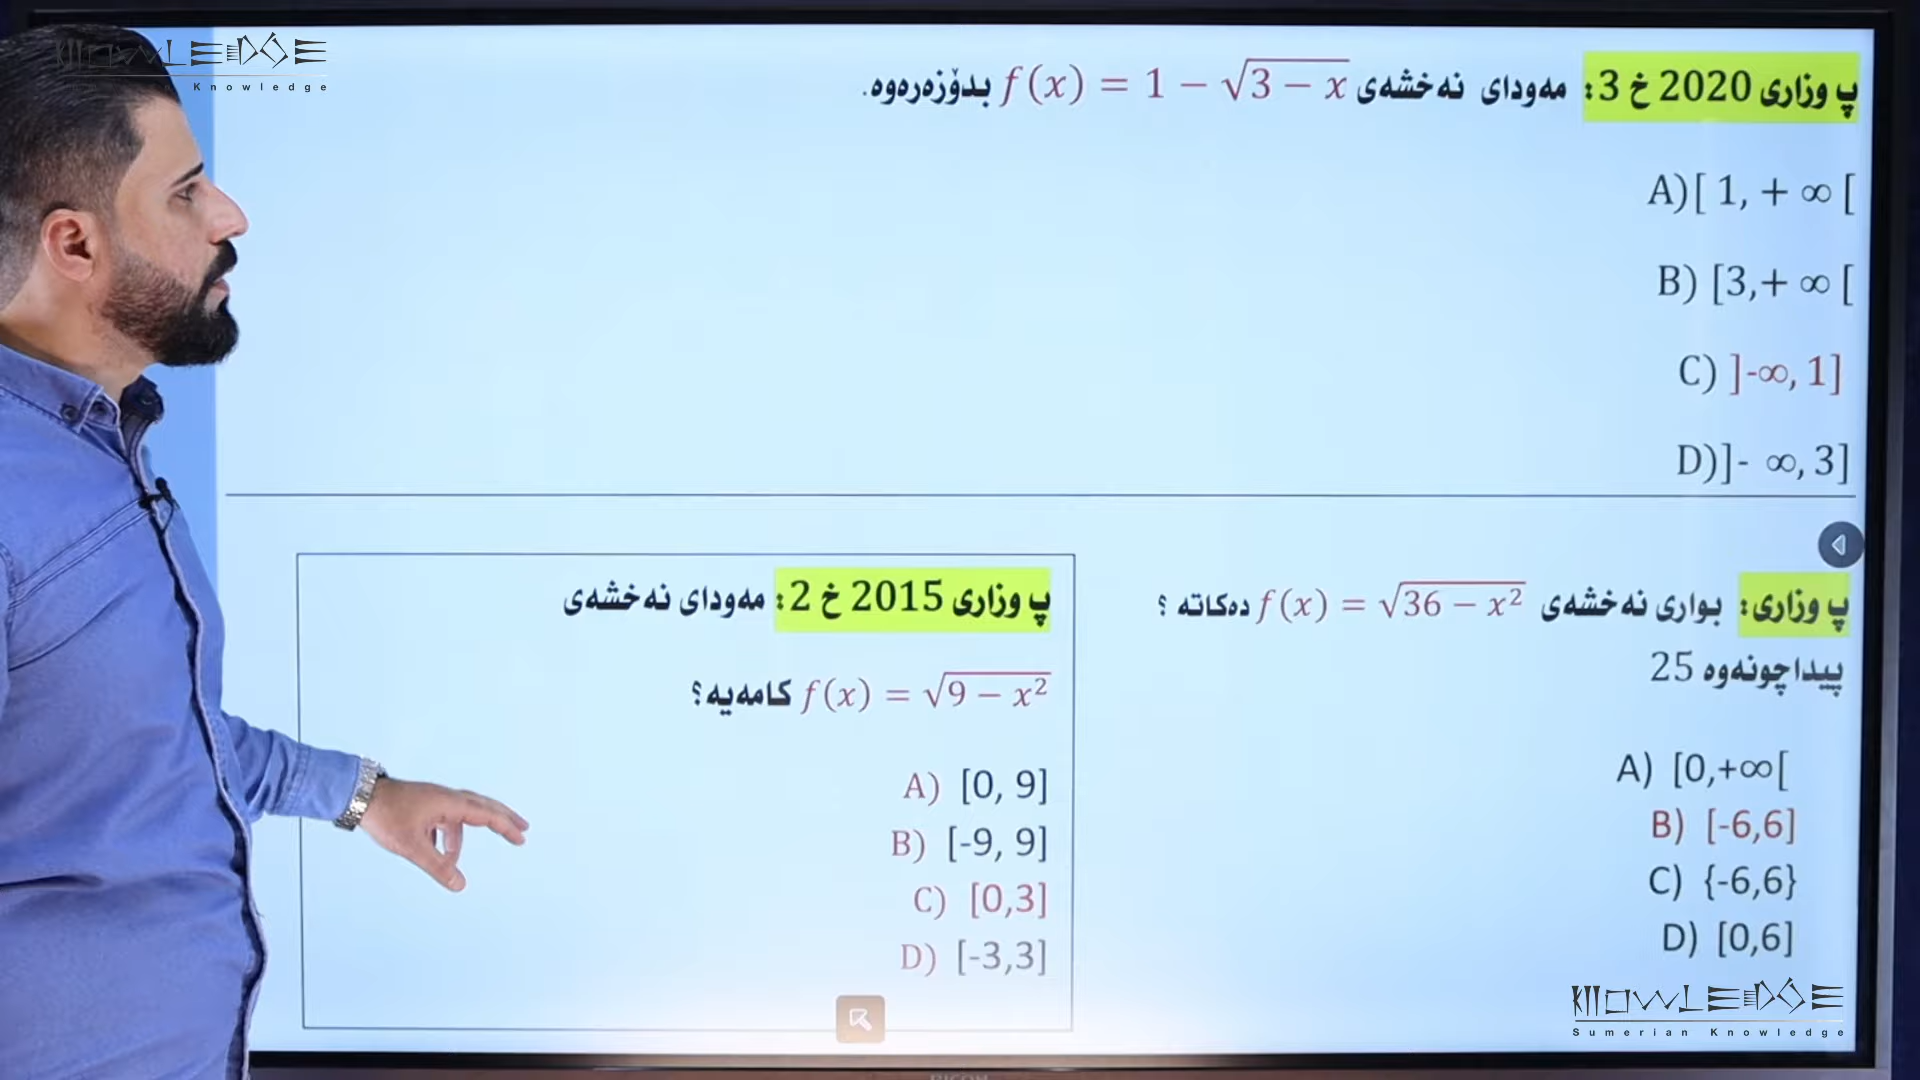 KNOWLEDGE
Knowledge
پ وزاری 2020 خ 3: مەودای نەخشەی f(x) = 1 − √(3 − x) بدۆزەرەوە.
A)[ 1, + ∞ [
B) [3,+ ∞ [
C) ]-∞, 1]
D)]- ∞, 3]
پ وزاری: بواری نەخشەی f(x) = √(36 − x²) دەکاتە ؟
پیداچونەوە 25
A) [0,+∞[
B) [-6,6]
C) {-6,6}
D) [0,6]
پ وزاری 2015 خ 2: مەودای نەخشەی
f(x) = √(9 − x²) کامەیە؟
A) [0, 9]
B) [-9, 9]
C) [0,3]
D) [-3,3]
KNOWLEDGE
Sumerian Knowledge